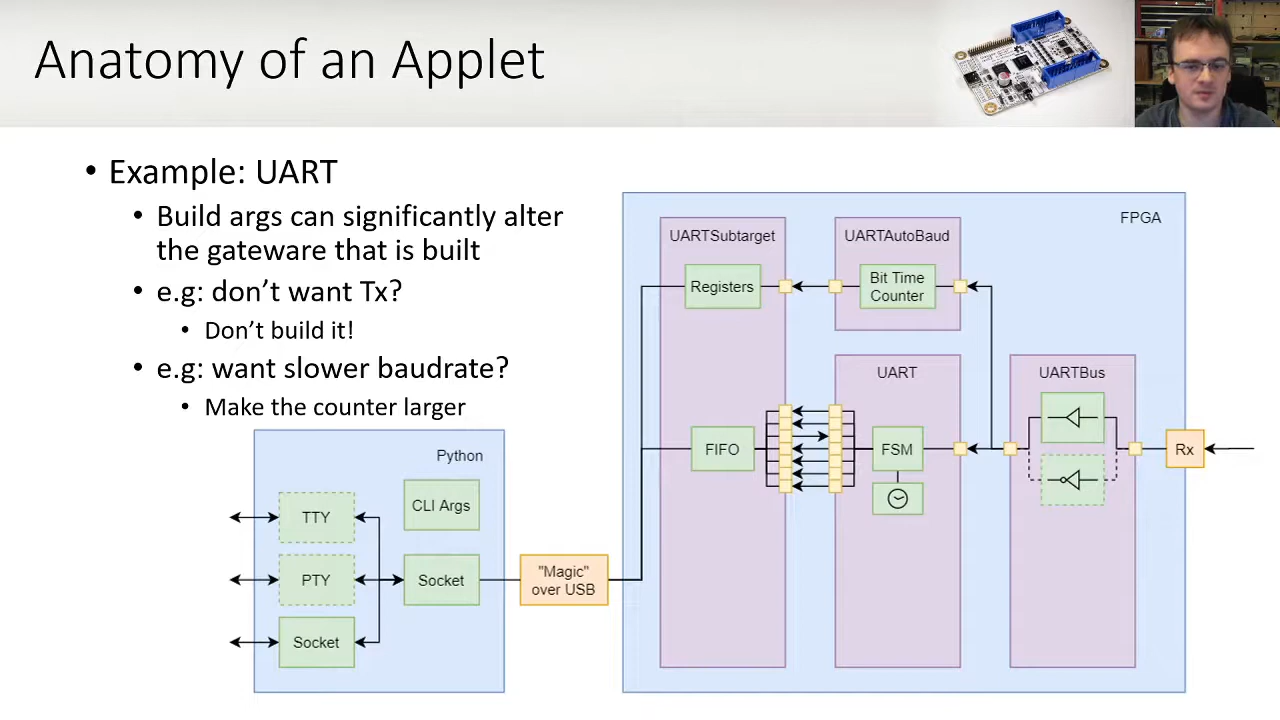 Anatomy of an Applet
• Example: UART
• Build args can significantly alter
the gateware that is built
• e.g: don’t want Tx?
• Don’t build it!
• e.g: want slower baudrate?
• Make the counter larger
Python
CLI Args
TTY
PTY
Socket
Socket
"Magic"
over USB
FPGA
UARTSubtarget
Registers
FIFO
UARTAutoBaud
Bit Time
Counter
UART
FSM
UARTBus
Rx